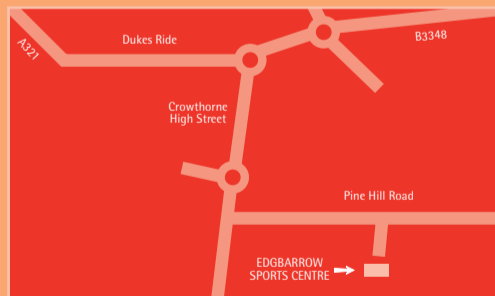 A321
Dukes Ride
B3348
Crowthorne
High Street
Pine Hill Road
EDGBARROW
SPORTS CENTRE